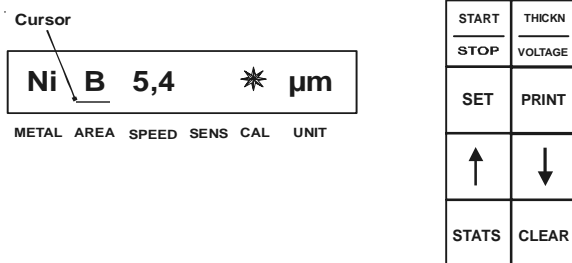 Cursor
Ni B 5,4 ✷ µm
METAL AREA SPEED SENS CAL UNIT
START THICKN
STOP VOLTAGE
SET PRINT
↑ ↓
STATS CLEAR